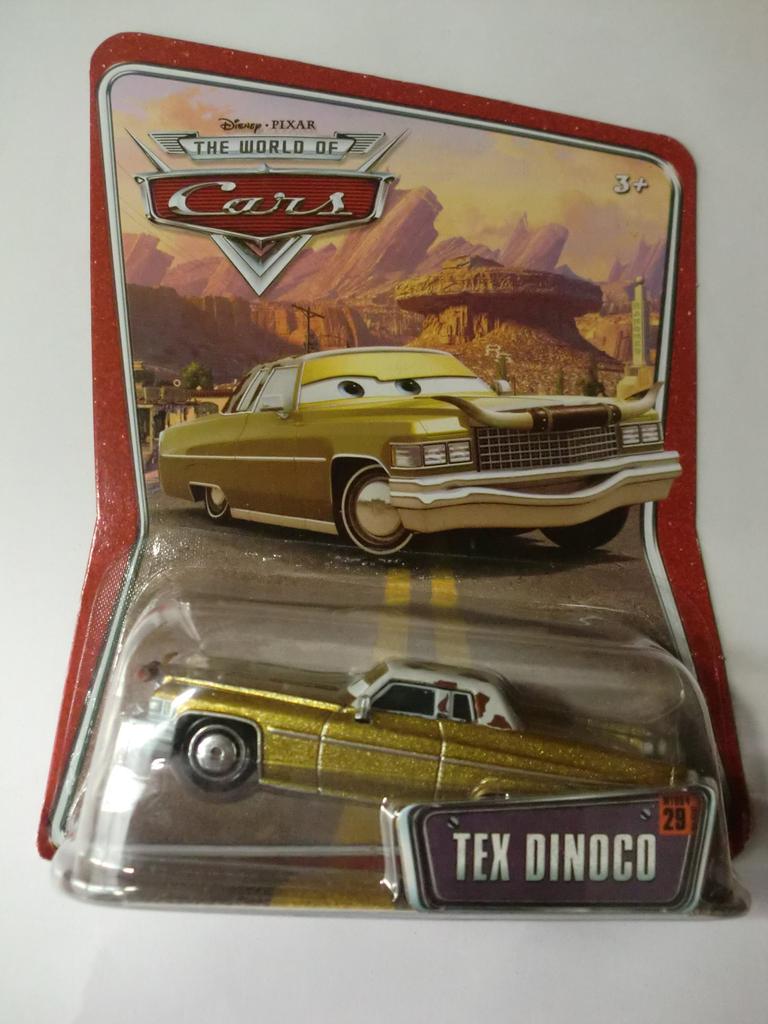 Disney • PIXAR
THE WORLD OF
Cars
3+
29
TEX DINOCO